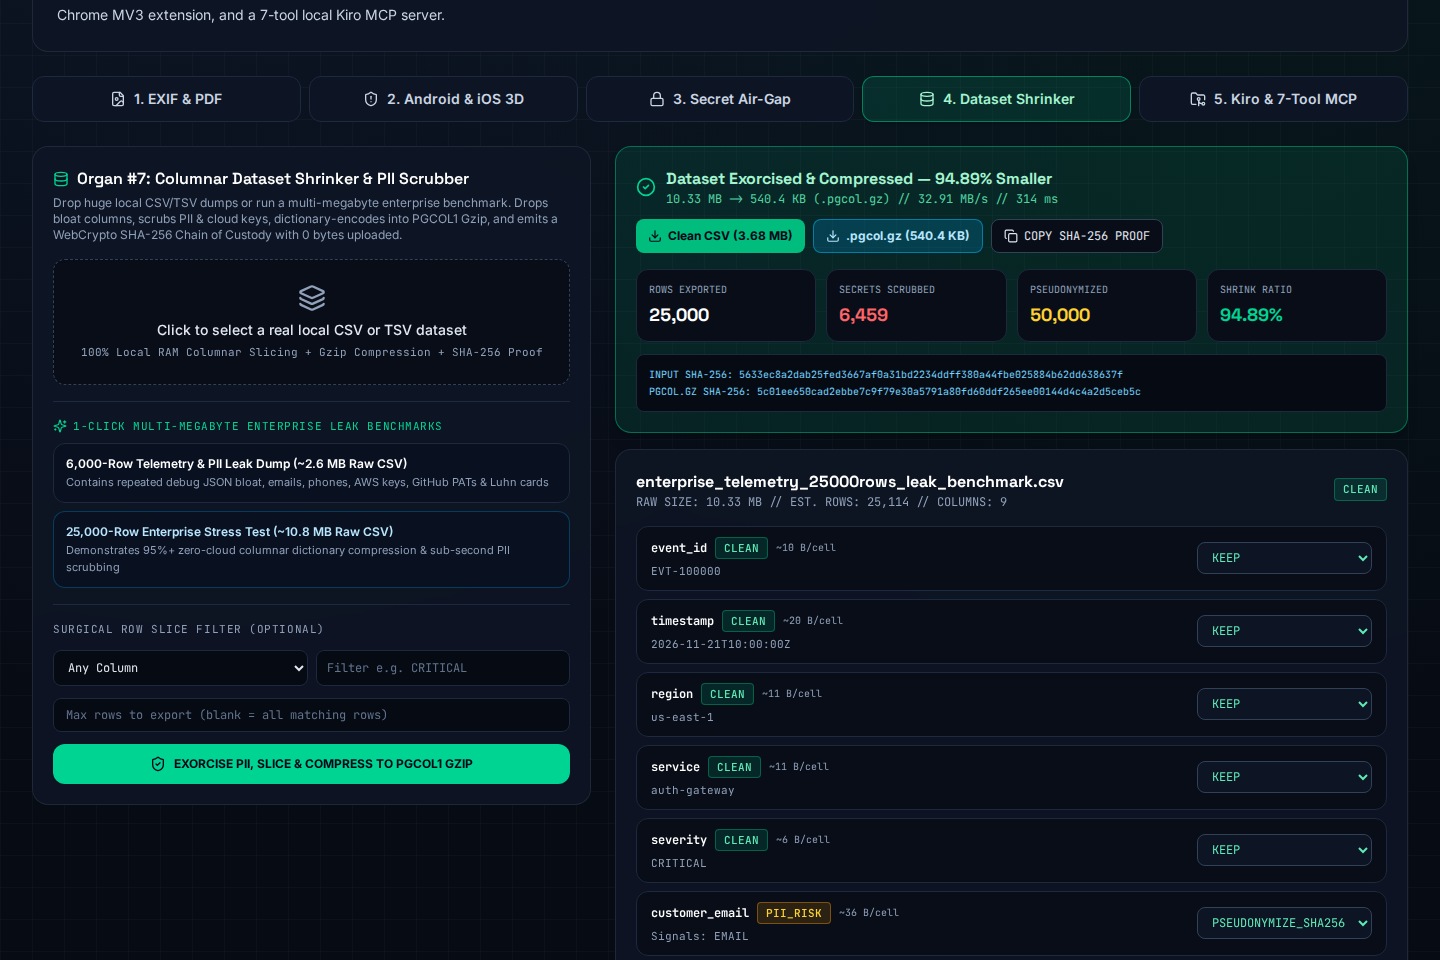 Chrome MV3 extension, and a 7-tool local Kiro MCP server.
1. EXIF & PDF
2. Android & iOS 3D
3. Secret Air-Gap
4. Dataset Shrinker
5. Kiro & 7-Tool MCP
Organ #7: Columnar Dataset Shrinker & PII Scrubber
Drop huge local CSV/TSV dumps or run a multi-megabyte enterprise benchmark. Drops
bloat columns, scrubs PII & cloud keys, dictionary-encodes into PGCOL1 Gzip, and emits a
WebCrypto SHA-256 Chain of Custody with 0 bytes uploaded.
Click to select a real local CSV or TSV dataset
100% Local RAM Columnar Slicing + Gzip Compression + SHA-256 Proof
1-CLICK MULTI-MEGABYTE ENTERPRISE LEAK BENCHMARKS
6,000-Row Telemetry & PII Leak Dump (~2.6 MB Raw CSV)
Contains repeated debug JSON bloat, emails, phones, AWS keys, GitHub PATs & Luhn cards
25,000-Row Enterprise Stress Test (~10.8 MB Raw CSV)
Demonstrates 95%+ zero-cloud columnar dictionary compression & sub-second PII
scrubbing
SURGICAL ROW SLICE FILTER (OPTIONAL)
Any Column
Filter e.g. CRITICAL
Max rows to export (blank = all matching rows)
EXORCISE PII, SLICE & COMPRESS TO PGCOL1 GZIP
Dataset Exorcised & Compressed — 94.89% Smaller
10.33 MB → 540.4 KB (.pgcol.gz) // 32.91 MB/s // 314 ms
Clean CSV (3.68 MB)
.pgcol.gz (540.4 KB)
COPY SHA-256 PROOF
ROWS EXPORTED
25,000
SECRETS SCRUBBED
6,459
PSEUDONYMIZED
50,000
SHRINK RATIO
94.89%
INPUT SHA-256: 5633ec8a2dab25fed3667af0a31bd2234ddff380a44fbe025884b62dd638637f
PGCOL.GZ SHA-256: 5c01ee650cad2ebbe7c9f79e30a5791a80fd60ddf265ee00144d4c4a2d5ceb5c
enterprise_telemetry_25000rows_leak_benchmark.csv
RAW SIZE: 10.33 MB // EST. ROWS: 25,114 // COLUMNS: 9
CLEAN
event_id CLEAN ~10 B/cell
EVT-100000
KEEP
timestamp CLEAN ~20 B/cell
2026-11-21T10:00:00Z
KEEP
region CLEAN ~11 B/cell
us-east-1
KEEP
service CLEAN ~11 B/cell
auth-gateway
KEEP
severity CLEAN ~6 B/cell
CRITICAL
KEEP
customer_email PII_RISK ~36 B/cell
Signals: EMAIL
PSEUDONYMIZE_SHA256